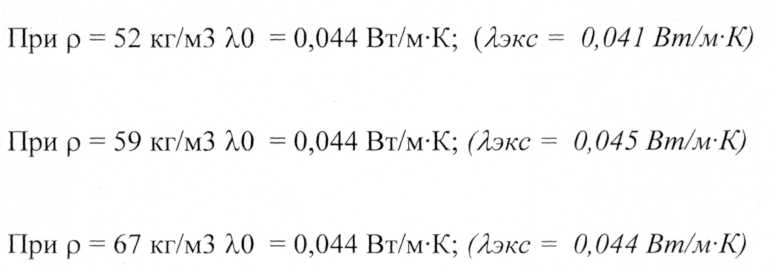 При ρ = 52 кг/м3 λ0 = 0,044 Вт/м·К; (λэкс = 0,041 Вт/м·К)
При ρ = 59 кг/м3 λ0 = 0,044 Вт/м·К; (λэкс = 0,045 Вт/м·К)
При ρ = 67 кг/м3 λ0 = 0,044 Вт/м·К; (λэкс = 0,044 Вт/м·К)